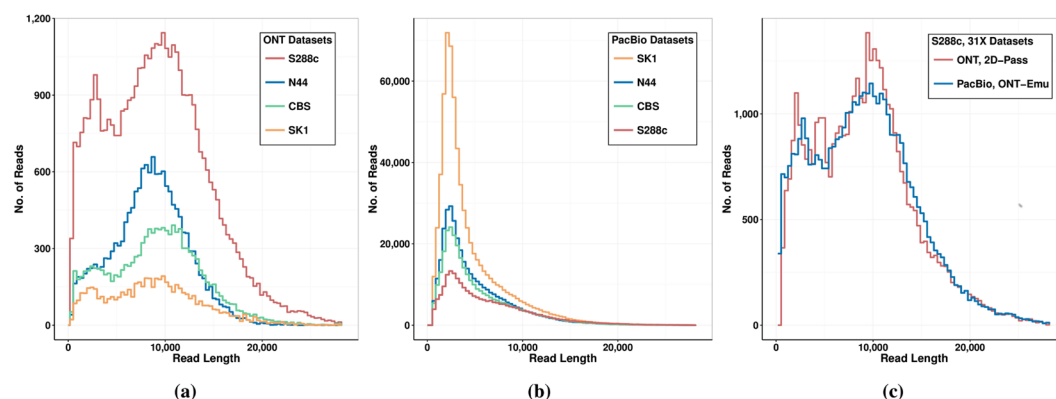 1,200
900
600
300
0
No. of Reads
ONT Datasets
S288c
N44
CBS
SK1
0
10,000
20,000
Read Length
(a)
60,000
40,000
20,000
0
No. of Reads
PacBio Datasets
SK1
N44
CBS
S288c
0
10,000
20,000
Read Length
(b)
1,000
500
0
No. of Reads
S288c, 31X Datasets
ONT, 2D−Pass
PacBio, ONT−Emu
0
10,000
20,000
Read Length
(c)